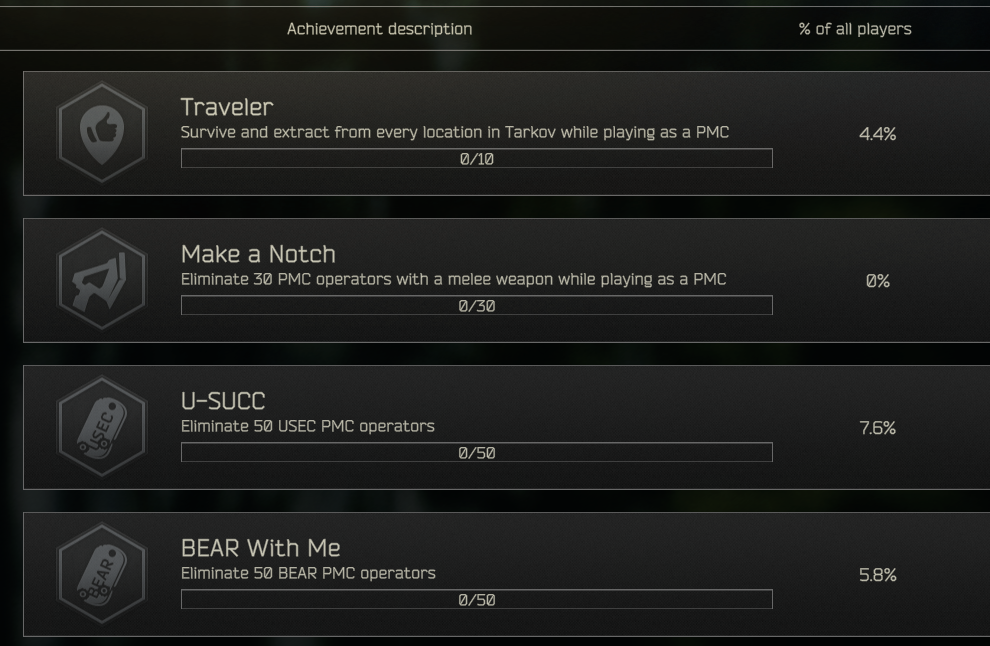 Achievement description % of all players
Traveler
Survive and extract from every location in Tarkov while playing as a PMC
0/10
4.4%
Make a Notch
Eliminate 30 PMC operators with a melee weapon while playing as a PMC
0/30
0%
USEC
U-SUCC
Eliminate 50 USEC PMC operators
0/50
7.6%
BEAR
BEAR With Me
Eliminate 50 BEAR PMC operators
0/50
5.8%